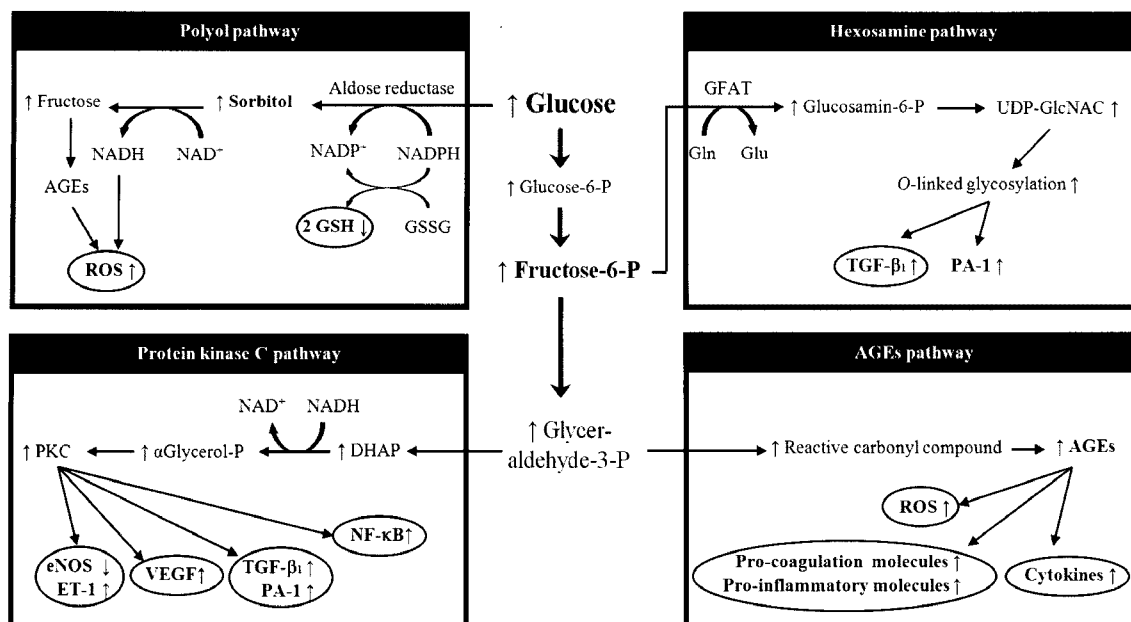 Polyol pathway
↑ Fructose
↑ Sorbitol
Aldose reductase
NADH
NAD⁺
NADP⁺
NADPH
AGEs
2 GSH ↓
GSSG
ROS ↑
↑ Glucose
↑ Glucose-6-P
↑ Fructose-6-P
↑ Glycer-
aldehyde-3-P
Hexosamine pathway
GFAT
↑ Glucosamin-6-P
UDP-GlcNAC ↑
Gln
Glu
O-linked glycosylation ↑
TGF-β₁ ↑
PA-1 ↑
Protein kinase C pathway
NAD⁺
NADH
↑ PKC
↑ αGlycerol-P
↑ DHAP
NF-κB ↑
eNOS ↓
ET-1 ↑
VEGF ↑
TGF-β₁ ↑
PA-1 ↑
AGEs pathway
↑ Reactive carbonyl compound
↑ AGEs
ROS ↑
Pro-coagulation molecules ↑
Pro-inflammatory molecules ↑
Cytokines ↑